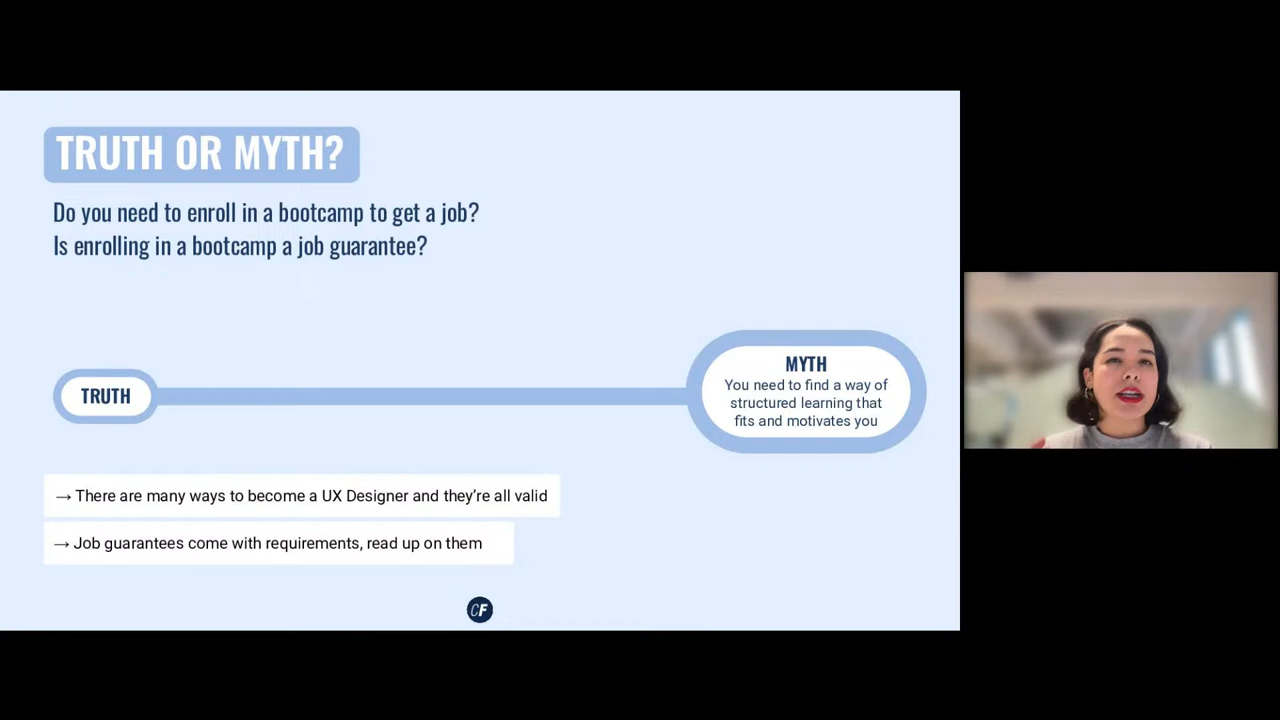 TRUTH OR MYTH?
Do you need to enroll in a bootcamp to get a job?
Is enrolling in a bootcamp a job guarantee?
TRUTH
MYTH
You need to find a way of
structured learning that
fits and motivates you
→ There are many ways to become a UX Designer and they’re all valid
→ Job guarantees come with requirements, read up on them
CF